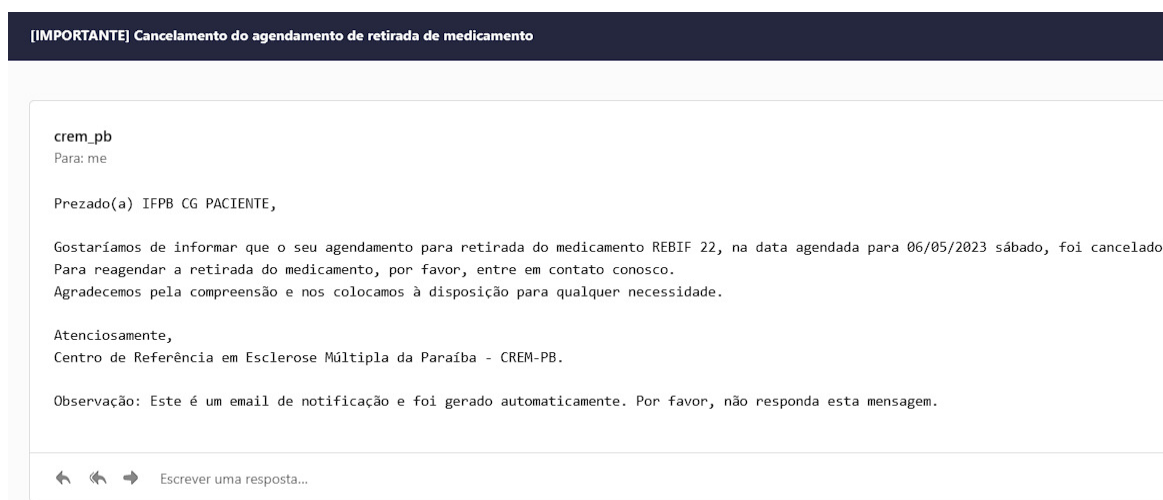 [IMPORTANTE] Cancelamento do agendamento de retirada de medicamento
crem_pb
Para: me
Prezado(a) IFPB CG PACIENTE,
Gostaríamos de informar que o seu agendamento para retirada do medicamento REBIF 22, na data agendada para 06/05/2023 sábado, foi cancelado
Para reagendar a retirada do medicamento, por favor, entre em contato conosco.
Agradecemos pela compreensão e nos colocamos à disposição para qualquer necessidade.
Atenciosamente,
Centro de Referência em Esclerose Múltipla da Paraíba - CREM-PB.
Observação: Este é um email de notificação e foi gerado automaticamente. Por favor, não responda esta mensagem.
Escrever uma resposta...